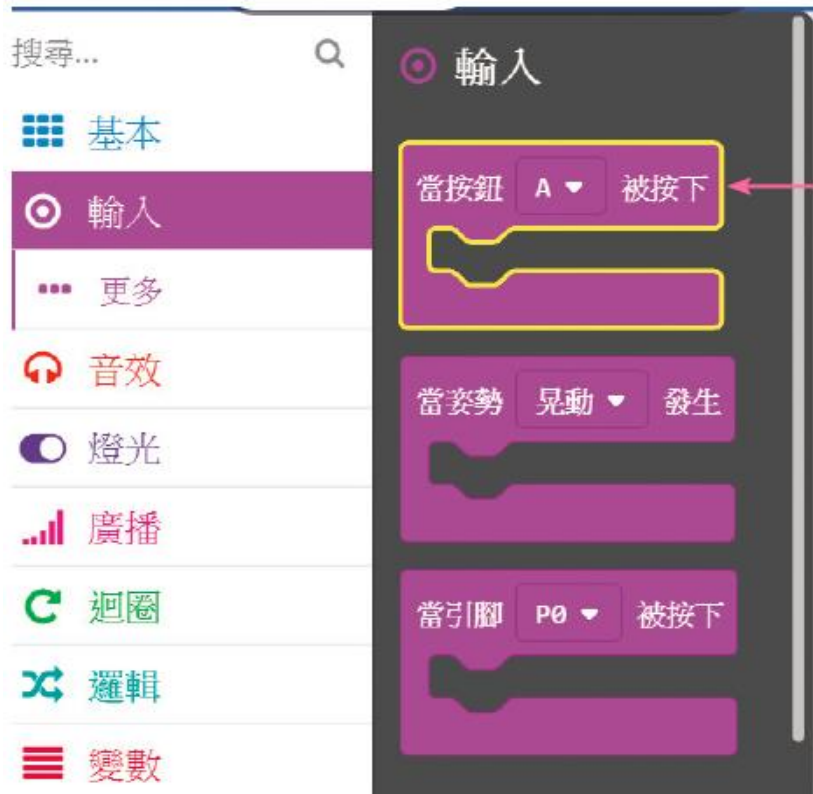 搜尋...
基本
輸入
更多
音效
燈光
廣播
迴圈
邏輯
變數
輸入
當按鈕 A 被按下
當姿勢 晃動 發生
當引腳 P0 被按下